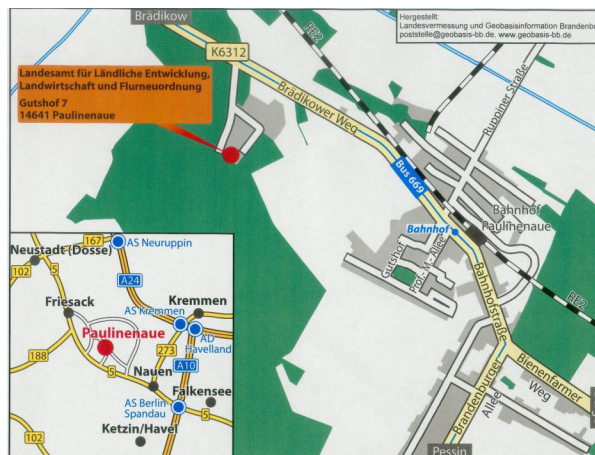 Brädikow
K6312
RE2
Hergestellt
Landesvermessung und Geobasisinformation Brandenbu
poststelle@geobasis-bb.de, www.geobasis-bb.de
Landesamt für Ländliche Entwicklung,
Landwirtschaft und Flurneuordnung
Gutshof 7
14641 Paulinenaue
Brädikower Weg
Ruppiner Straße
Bus 669
Bahnhof
Bahnhof
Paulinenaue
Gutshof
Prof.-M.-Allee
Bahnhofstraße
RE2
Bienenfarmer
Weg
Brandenburger
Allee
Pessin
167
AS Neuruppin
Neustadt (Dosse)
102
5
A24
Friesack
Kremmen
AS Kremmen
Paulinenaue
AD
Havelland
188
273
A10
5
Nauen
Falkensee
AS Berlin
Spandau
102
Ketzin/Havel